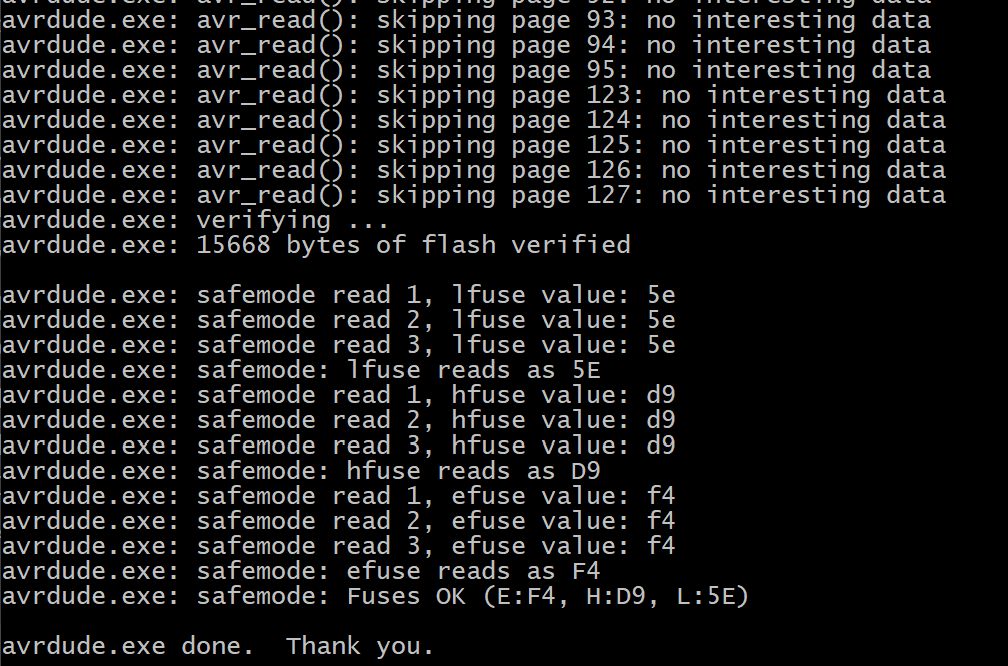 avrdude.exe: avr_read(): skipping page 92: no interesting data
avrdude.exe: avr_read(): skipping page 93: no interesting data
avrdude.exe: avr_read(): skipping page 94: no interesting data
avrdude.exe: avr_read(): skipping page 95: no interesting data
avrdude.exe: avr_read(): skipping page 123: no interesting data
avrdude.exe: avr_read(): skipping page 124: no interesting data
avrdude.exe: avr_read(): skipping page 125: no interesting data
avrdude.exe: avr_read(): skipping page 126: no interesting data
avrdude.exe: avr_read(): skipping page 127: no interesting data
avrdude.exe: verifying ...
avrdude.exe: 15668 bytes of flash verified
avrdude.exe: safemode read 1, lfuse value: 5e
avrdude.exe: safemode read 2, lfuse value: 5e
avrdude.exe: safemode read 3, lfuse value: 5e
avrdude.exe: safemode: lfuse reads as 5E
avrdude.exe: safemode read 1, hfuse value: d9
avrdude.exe: safemode read 2, hfuse value: d9
avrdude.exe: safemode read 3, hfuse value: d9
avrdude.exe: safemode: hfuse reads as D9
avrdude.exe: safemode read 1, efuse value: f4
avrdude.exe: safemode read 2, efuse value: f4
avrdude.exe: safemode read 3, efuse value: f4
avrdude.exe: safemode: efuse reads as F4
avrdude.exe: safemode: Fuses OK (E:F4, H:D9, L:5E)
avrdude.exe done.  Thank you.